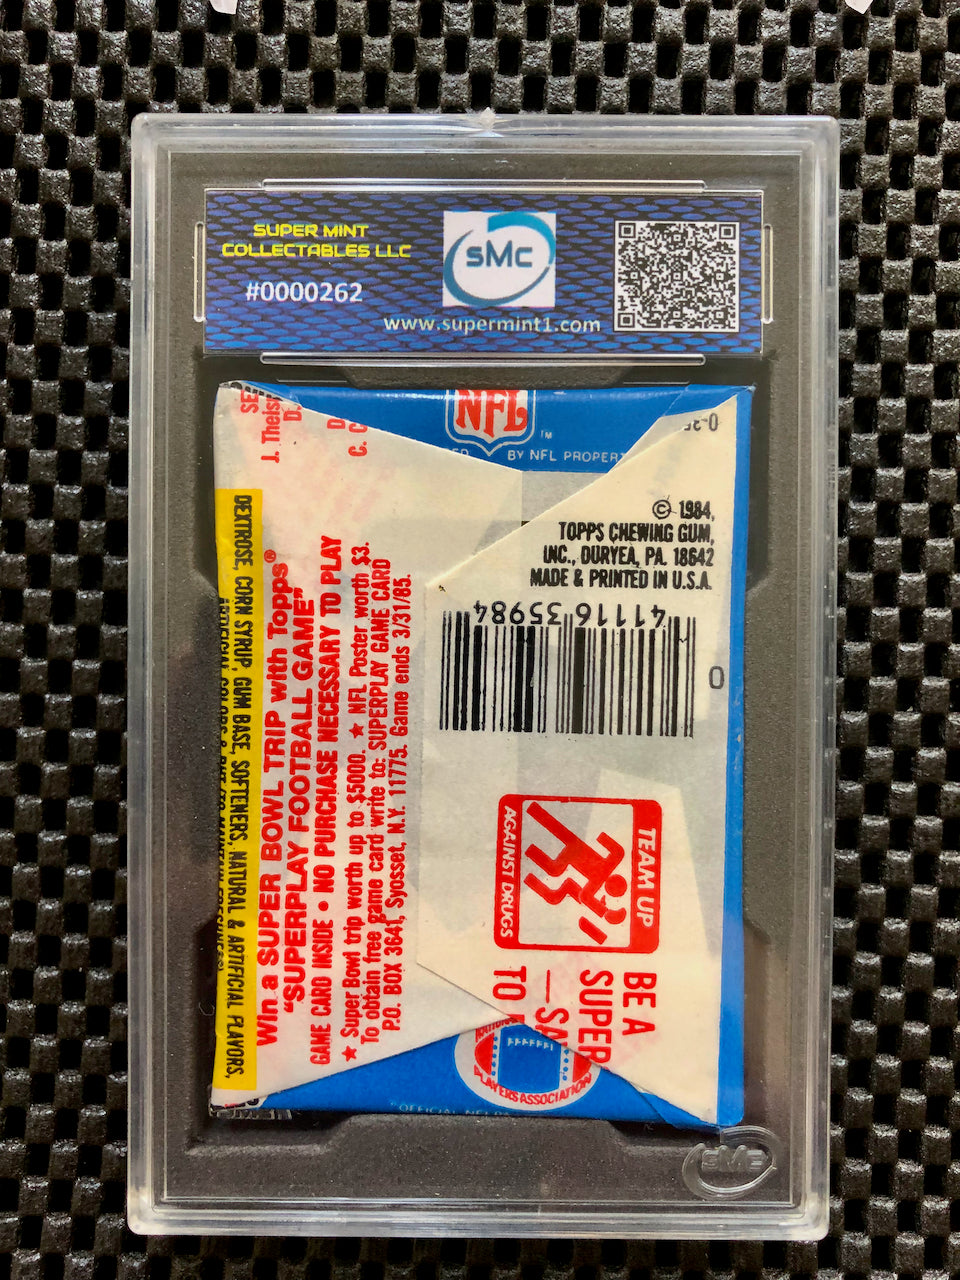 SUPER MINT
COLLECTABLES LLC
#0000262
SMC
www.supermint1.com
NFL
TM
BY NFL PROPERT
J. Theis
D.
C. C
© 1984,
TOPPS CHEWING GUM,
INC., DURYEA, PA. 18642
MADE & PRINTED IN U.S.A.
41116 35984
0
DEXTROSE, CORN SYRUP, GUM BASE, SOFTENERS, NATURAL & ARTIFICIAL FLAVORS,
Win a SUPER BOWL TRIP with Topps®
"SUPERPLAY FOOTBALL GAME"
GAME CARD INSIDE • NO PURCHASE NECESSARY TO PLAY
★ Super Bowl trip worth up to $5000. ★ NFL Poster worth $3.
To obtain free game card write to: SUPERPLAY GAME CARD
P.O. BOX 3641, Syosset, N.Y. 11775. Game ends 3/31/85.
TEAM UP
AGAINST DRUGS
BE A
SUPER
—SA
TO
PLAYERS ASSOCIATION
SMC